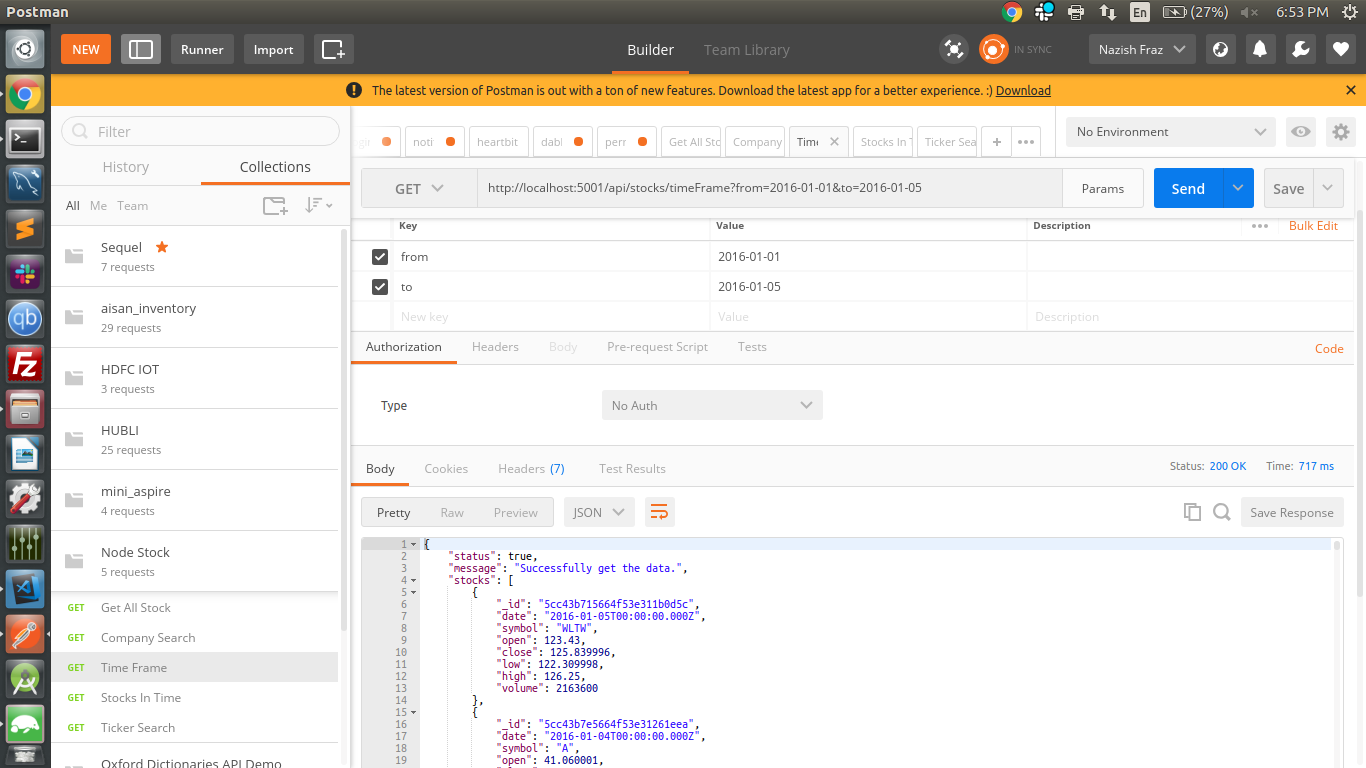 Postman
En
(27%)
6:53 PM
NEW
Runner
Import
Builder
Team Library
IN SYNC
Nazish Fraz
The latest version of Postman is out with a ton of new features. Download the latest app for a better experience. :) Download
Filter
History
Collections
All Me Team
Sequel
7 requests
aisan_inventory
29 requests
HDFC IOT
3 requests
HUBLI
25 requests
mini_aspire
4 requests
Node Stock
5 requests
GET Get All Stock
GET Company Search
GET Time Frame
GET Stocks In Time
GET Ticker Search
Oxford Dictionaries API Demo
noti
heartbit
dabl
perr
Get All Stc
Company
Time
Stocks In T
Ticker Sea
No Environment
GET
http://localhost:5001/api/stocks/timeFrame?from=2016-01-01&to=2016-01-05
Params
Send
Save
Key Value Description
Bulk Edit
from 2016-01-01
to 2016-01-05
New key Value Description
Authorization Headers Body Pre-request Script Tests
Code
Type
No Auth
Body Cookies Headers (7) Test Results
Status: 200 OK Time: 717 ms
Pretty Raw Preview
JSON
Save Response
1 {
2 "status": true,
3 "message": "Successfully get the data.",
4 "stocks": [
5 {
6 "_id": "5cc43b715664f53e311b0d5c",
7 "date": "2016-01-05T00:00:00.000Z",
8 "symbol": "WLTW",
9 "open": 123.43,
10 "close": 125.839996,
11 "low": 122.309998,
12 "high": 126.25,
13 "volume": 2163600
14 },
15 {
16 "_id": "5cc43b7e5664f53e31261eea",
17 "date": "2016-01-04T00:00:00.000Z",
18 "symbol": "A",
19 "open": 41.060001,